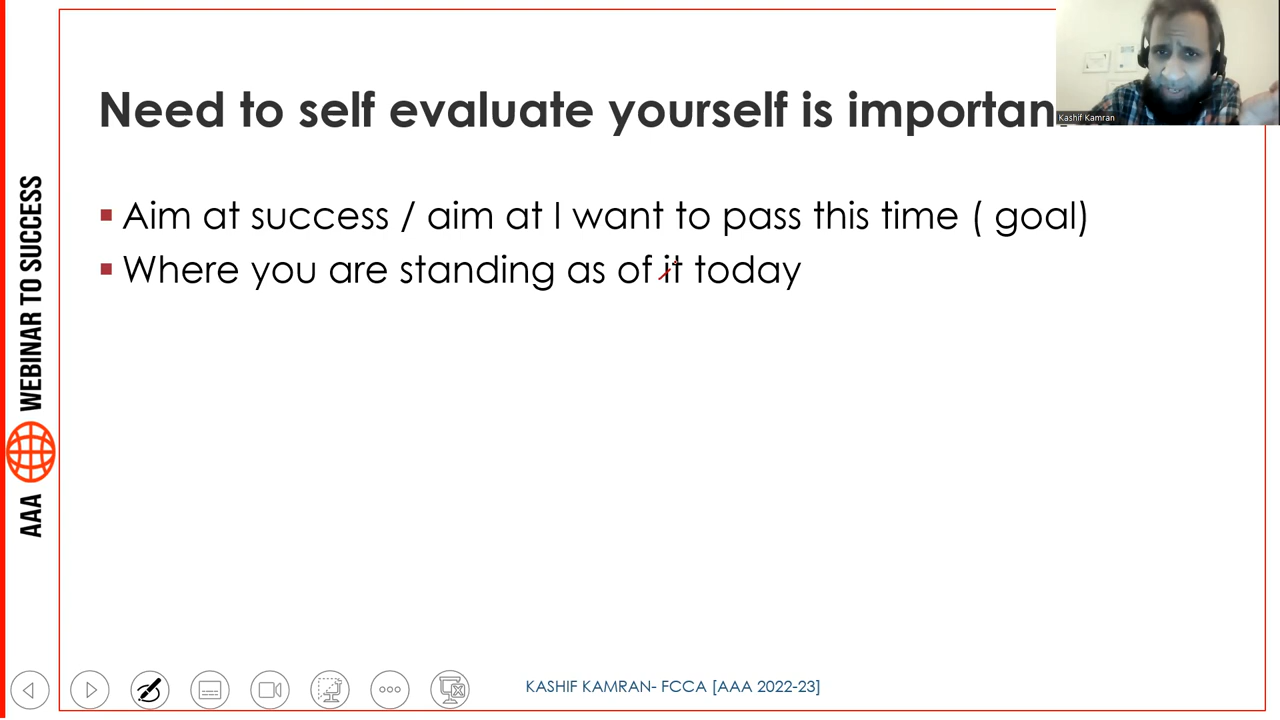 Need to self evaluate yourself is importan
Kashif Kamran
▪ Aim at success / aim at I want to pass this time ( goal)
▪ Where you are standing as of it today
AAA WEBINAR TO SUCCESS
KASHIF KAMRAN- FCCA [AAA 2022-23]